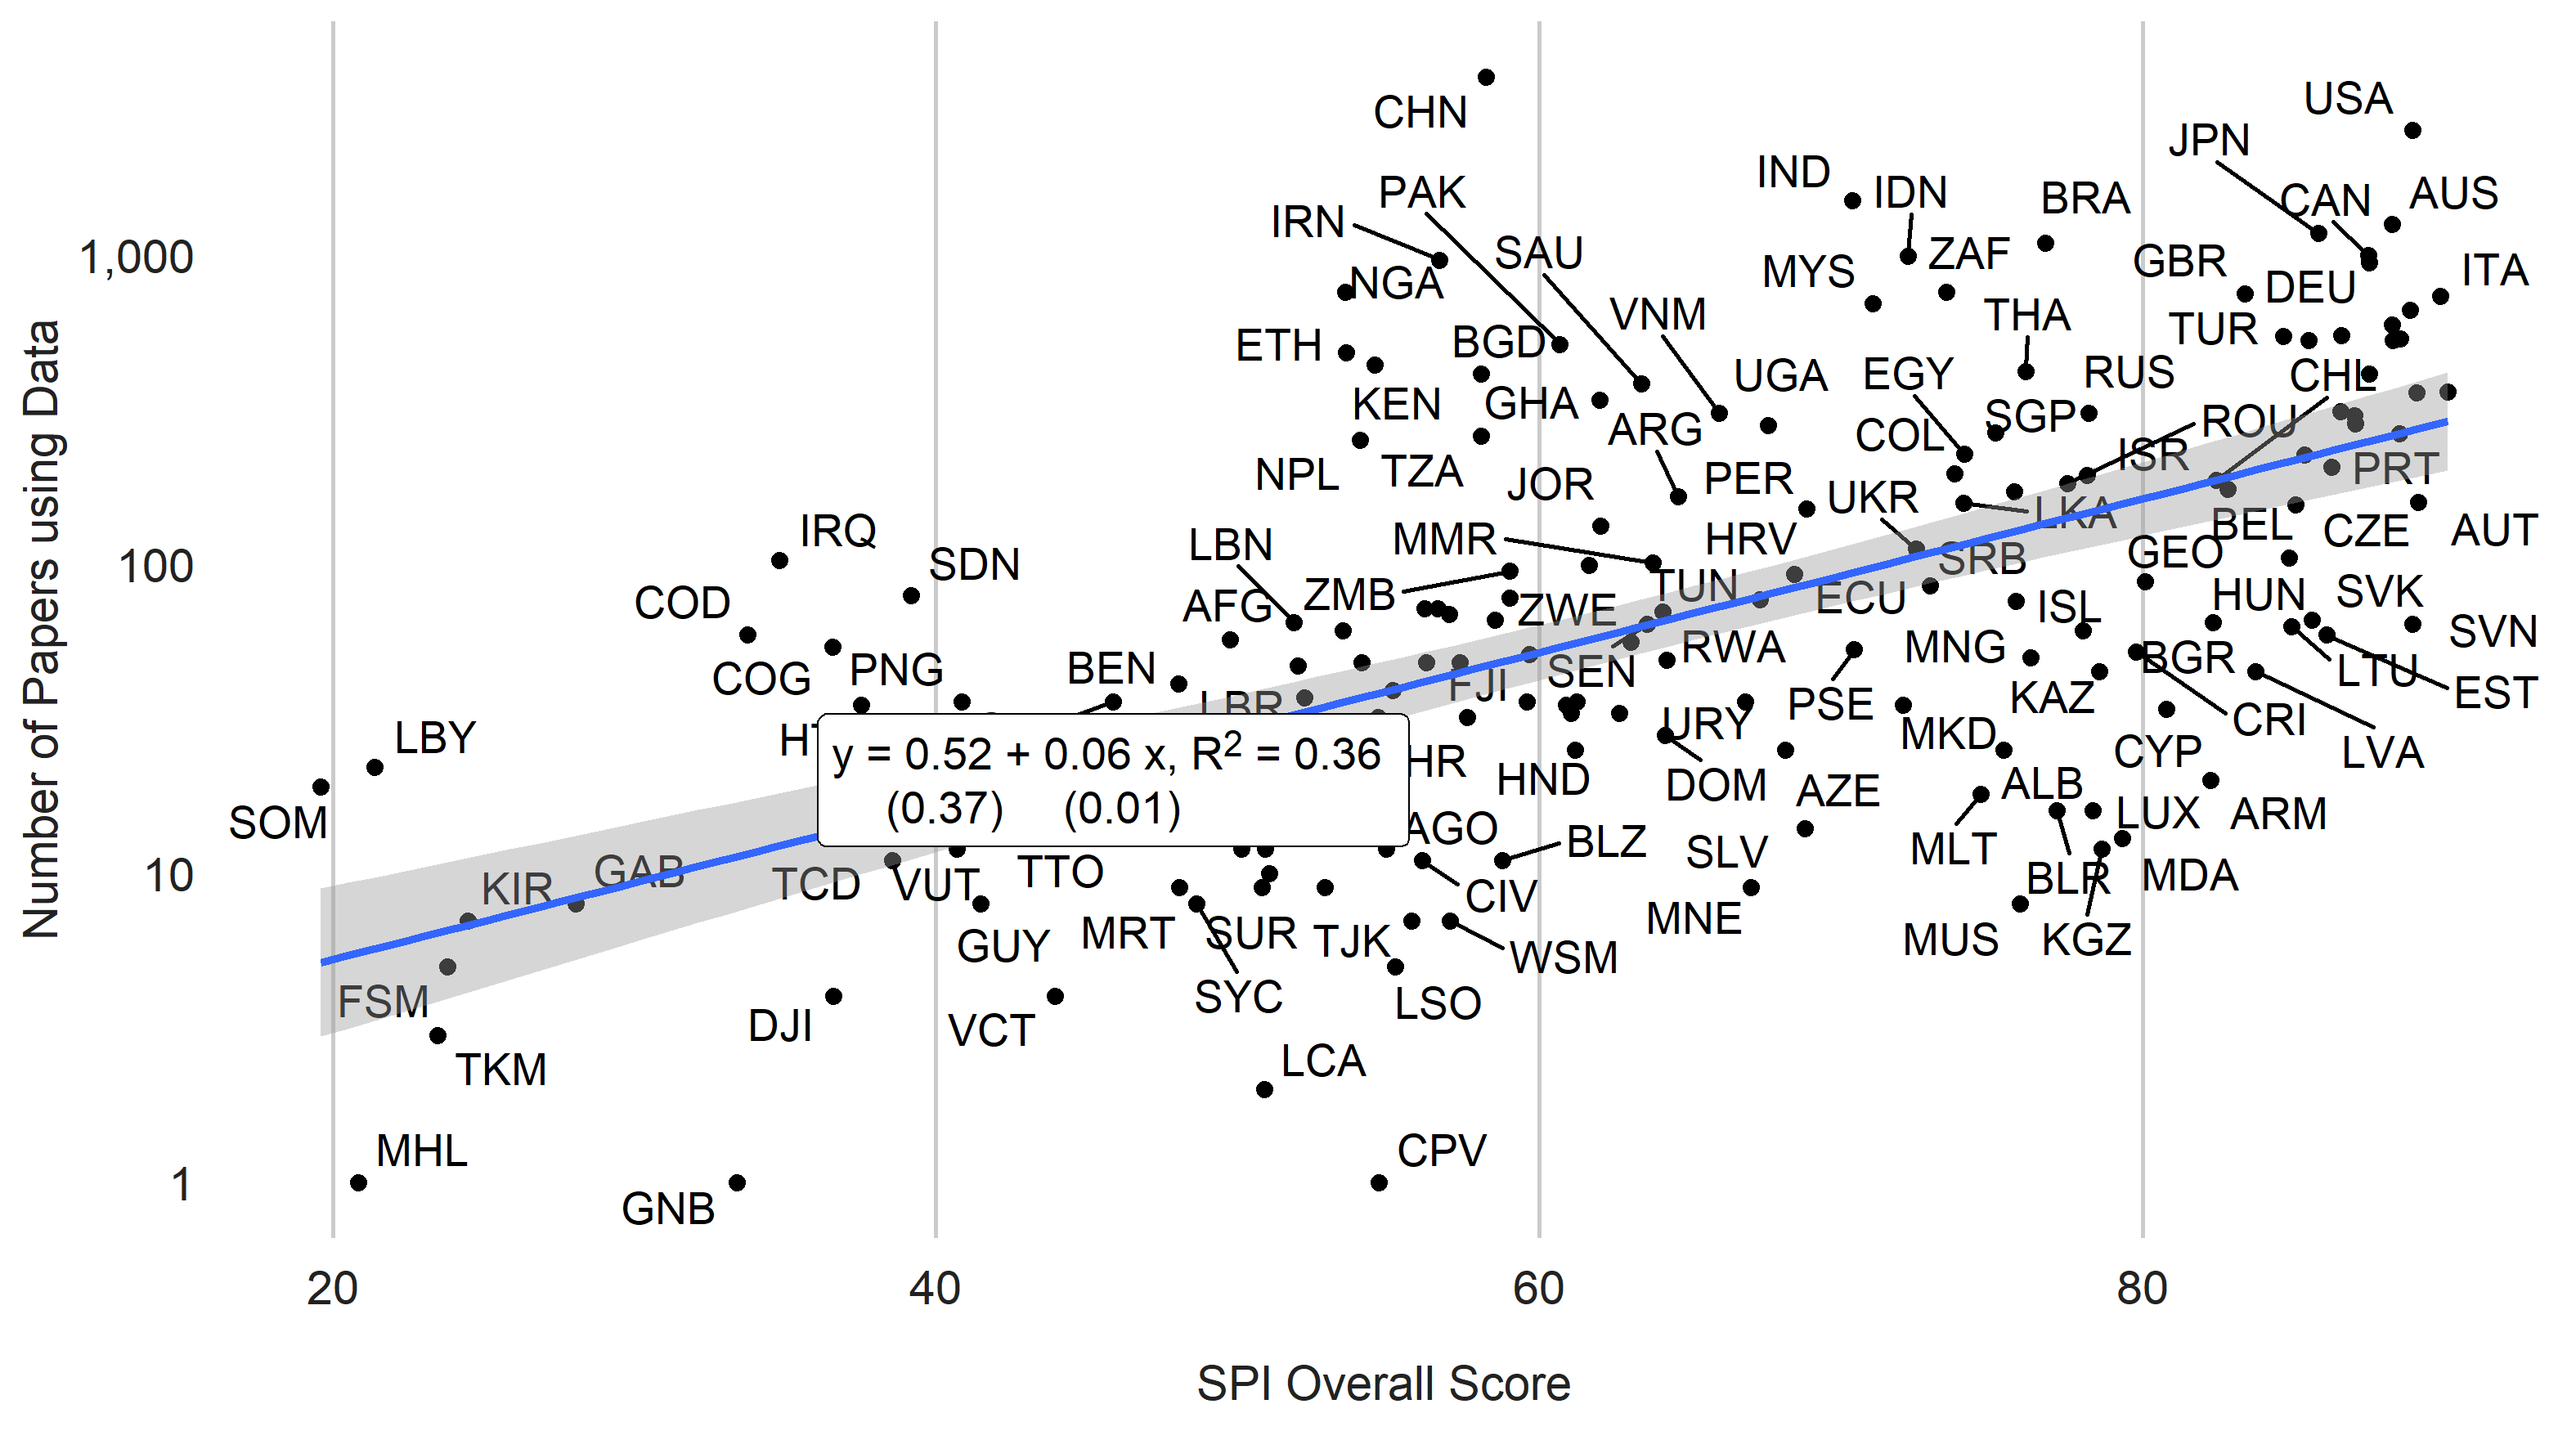 CHN
USA
JPN
PAK
IND
IDN
BRA
CAN
AUS
IRN
SAU
1,000
NGA
MYS
ZAF
GBR
DEU
ITA
VNM
THA
TUR
ETH
BGD
UGA
EGY
RUS
CHL
KEN
GHA
ARG
COL
SGP
ROU
NPL
TZA
JOR
PER
UKR
ISR
PRT
LKA
IRQ
LBN
MMR
HRV
BEL
CZE
AUT
100
SDN
COD
AFG
ZMB
ZWE
TUN
ECU
SRB
GEO
HUN
SVK
ISL
COG
PNG
BEN
FJI
SEN
RWA
MNG
BGR
LTU
SVN
LBR
PSE
KAZ
EST
LBY
URY
MKD
CRI
CYP
LVA
y = 0.52 + 0.06 x, R2 = 0.36
(0.37) (0.01)
HR
HND
DOM
AZE
ALB
SOM
AGO
BLZ
SLV
MLT
LUX
ARM
10
KIR
GAB
TCD
VUT
TTO
CIV
BLR
MDA
MRT
SUR
TJK
MNE
MUS
KGZ
GUY
WSM
FSM
DJI
VCT
SYC
LSO
TKM
LCA
MHL
CPV
1
GNB
Number of Papers using Data
20
40
60
80
SPI Overall Score